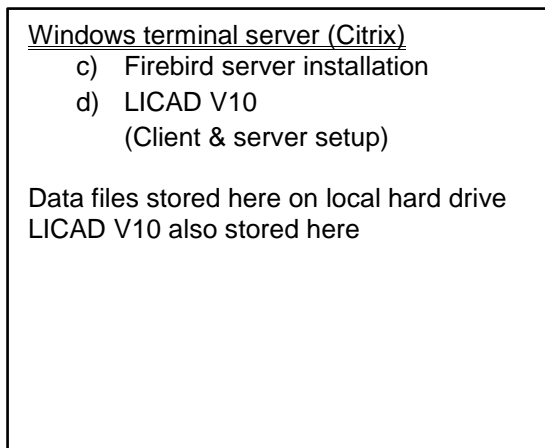 Windows terminal server (Citrix)
c) Firebird server installation
d) LICAD V10
(Client & server setup)
Data files stored here on local hard drive
LICAD V10 also stored here